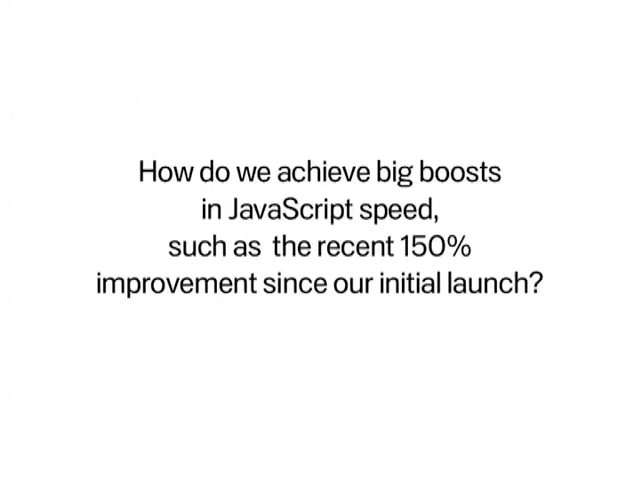 How do we achieve big boosts
in JavaScript speed,
such as  the recent 150%
improvement since our initial launch?